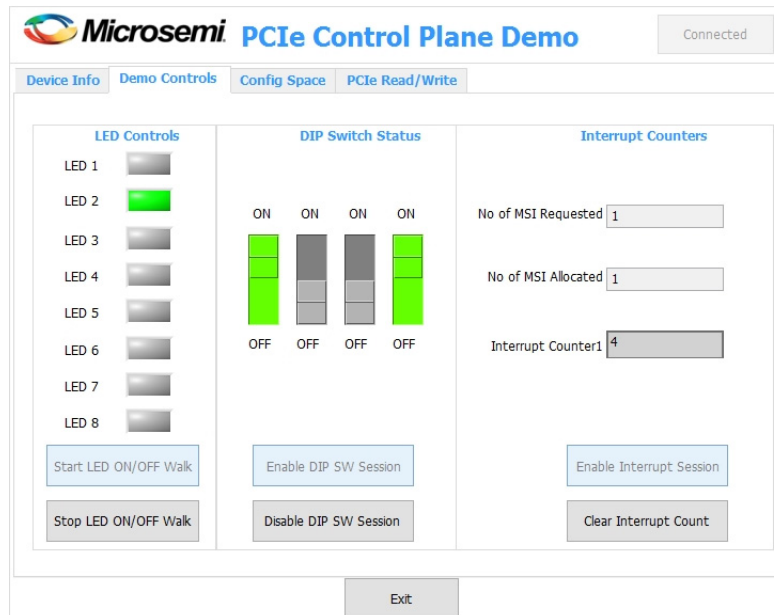 Microsemi. PCIe Control Plane Demo
Connected
Device Info Demo Controls Config Space PCIe Read/Write
LED Controls
LED 1
LED 2
LED 3
LED 4
LED 5
LED 6
LED 7
LED 8
Start LED ON/OFF Walk
Stop LED ON/OFF Walk
DIP Switch Status
ON ON ON ON
OFF OFF OFF OFF
Enable DIP SW Session
Disable DIP SW Session
Interrupt Counters
No of MSI Requested 1
No of MSI Allocated 1
Interrupt Counter1 4
Enable Interrupt Session
Clear Interrupt Count
Exit